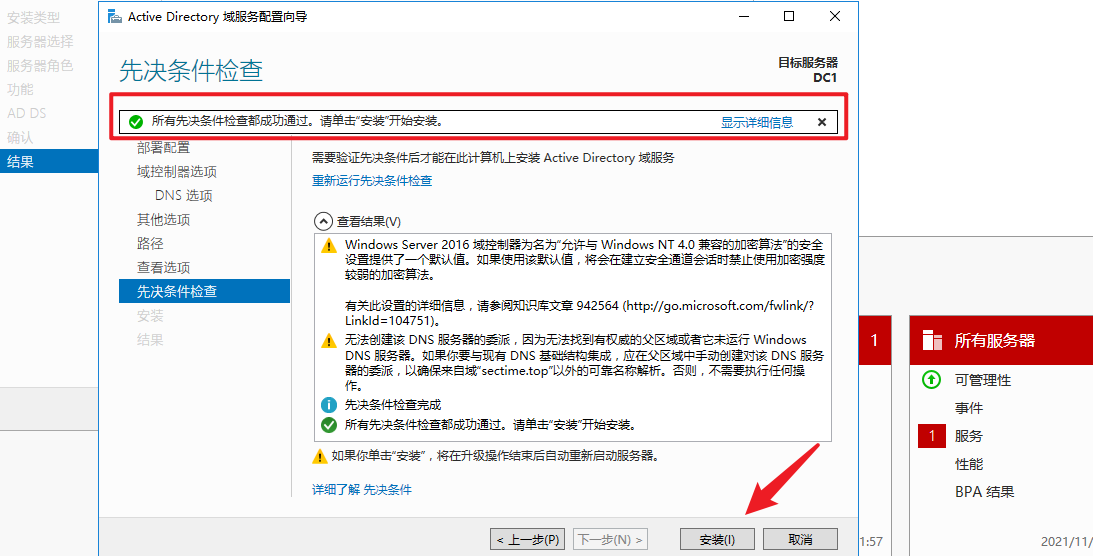 安装类型
服务器选择
服务器角色
功能
AD DS
确认
结果
Active Directory 域服务配置向导
先决条件检查
目标服务器
DC1
所有先决条件检查都成功通过。请单击“安装”开始安装。
显示详细信息
部署配置
域控制器选项
DNS 选项
其他选项
路径
查看选项
先决条件检查
安装
结果
需要验证先决条件后才能在此计算机上安装 Active Directory 域服务
重新运行先决条件检查
查看结果(V)
Windows Server 2016 域控制器为名为“允许与 Windows NT 4.0 兼容的加密算法”的安全
设置提供了一个默认值。如果使用该默认值，将会在建立安全通道会话时禁止使用加密强度
较弱的加密算法。
有关此设置的详细信息，请参阅知识库文章 942564 (http://go.microsoft.com/fwlink/?
LinkId=104751)。
无法创建该 DNS 服务器的委派，因为无法找到有权威的父区域或者它未运行 Windows
DNS 服务器。如果你要与现有 DNS 基础结构集成，应在父区域中手动创建对该 DNS 服务
器的委派，以确保来自域“sectime.top”以外的可靠名称解析。否则，不需要执行任何操
作。
先决条件检查完成
所有先决条件检查都成功通过。请单击“安装”开始安装。
如果你单击“安装”，将在升级操作结束后自动重新启动服务器。
详细了解 先决条件
< 上一步(P)
下一步(N) >
安装(I)
取消
1
1:57
所有服务器
可管理性
事件
1 服务
性能
BPA 结果
2021/11/